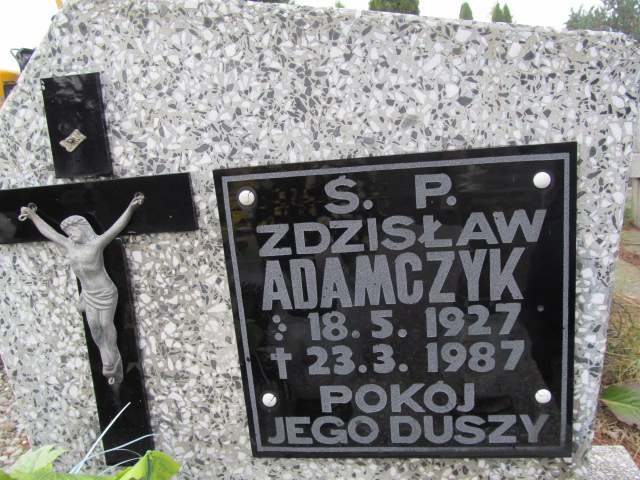 Ś. P.
ZDZISŁAW
ADAMCZYK
18. 5. 1927
† 23. 3. 1987
POKÓJ
JEGO DUSZY